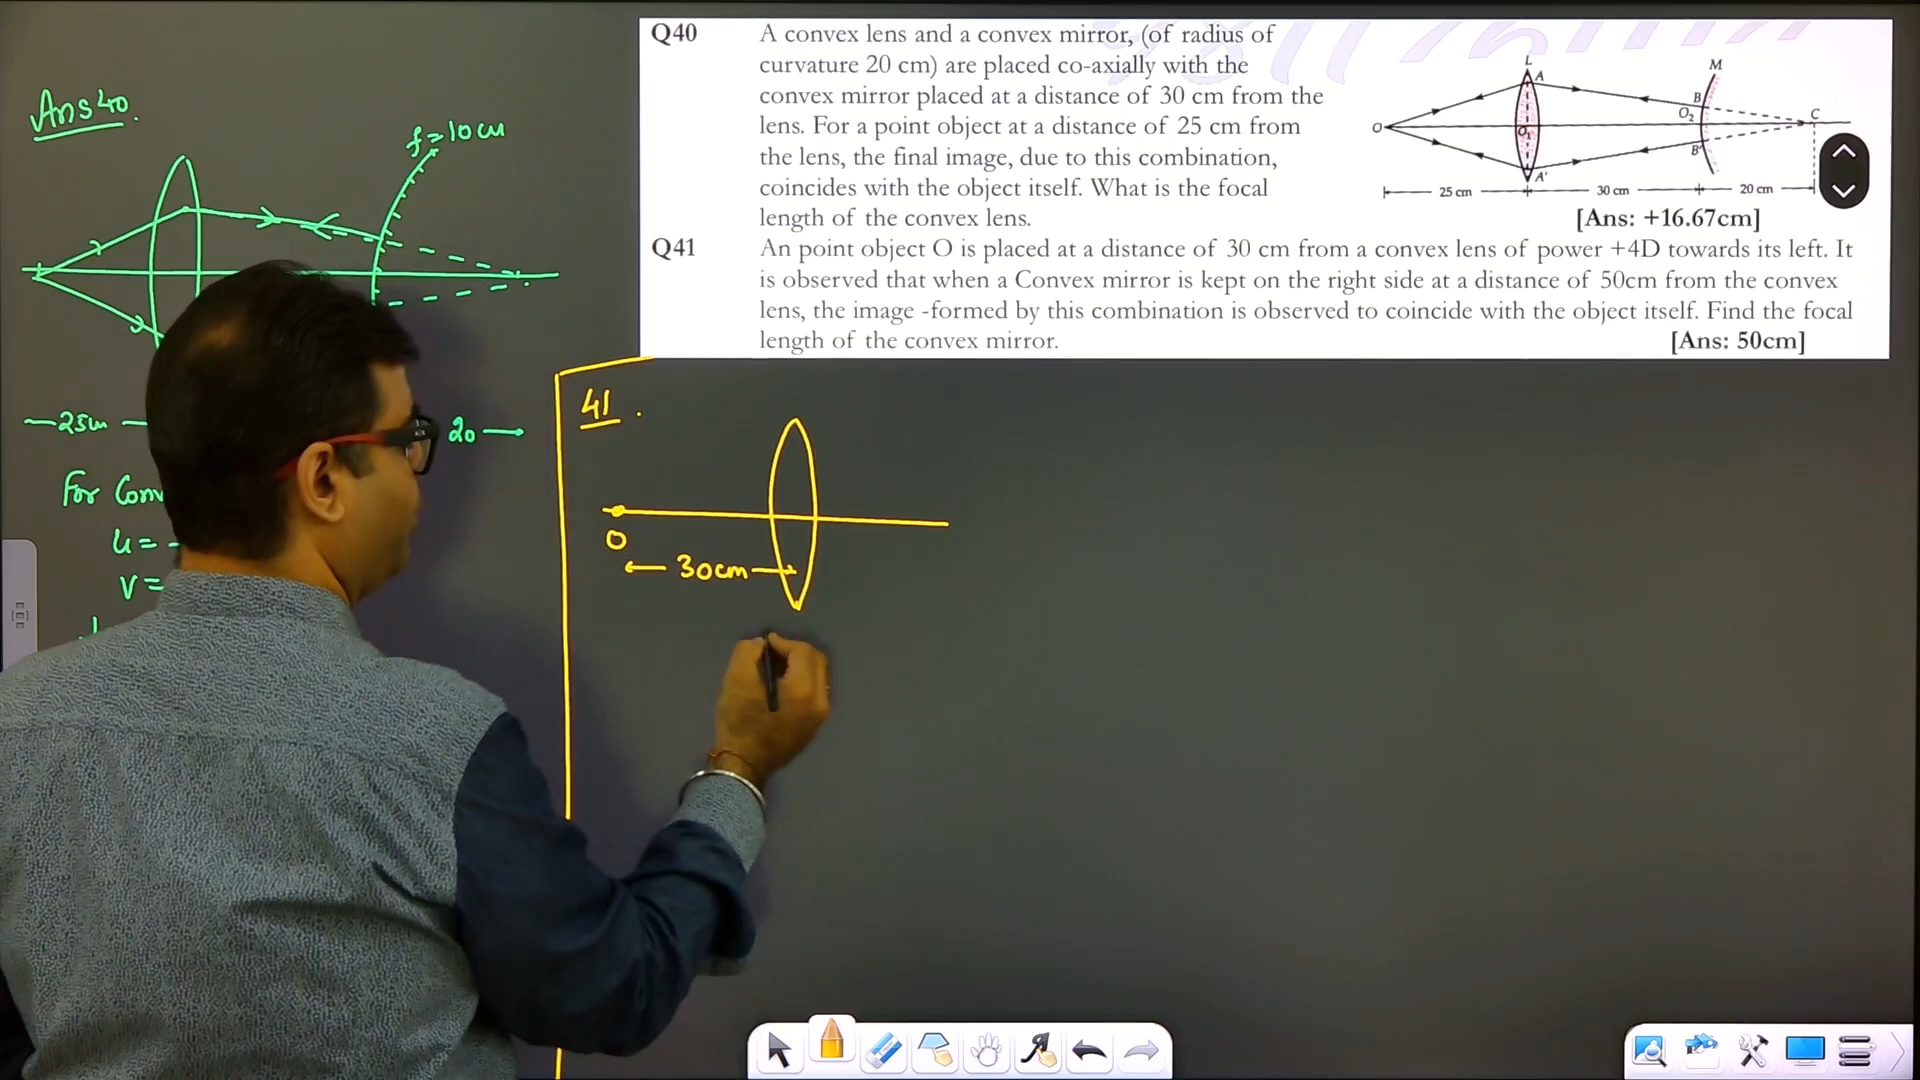 Q40 A convex lens and a convex mirror, (of radius of
curvature 20 cm) are placed co-axially with the
convex mirror placed at a distance of 30 cm from the
lens. For a point object at a distance of 25 cm from
the lens, the final image, due to this combination,
coincides with the object itself. What is the focal
length of the convex lens.
[Ans: +16.67cm]
L
A
M
B
O
O₁
O₂
C
B'
A'
25 cm
30 cm
20 cm
Q41 An point object O is placed at a distance of 30 cm from a convex lens of power +4D towards its left. It
is observed that when a Convex mirror is kept on the right side at a distance of 50cm from the convex
lens, the image -formed by this combination is observed to coincide with the object itself. Find the focal
length of the convex mirror. [Ans: 50cm]
Ans 40.
f = 10 cm
25cm
20
For Conv
u = -
v =
41.
O
30cm